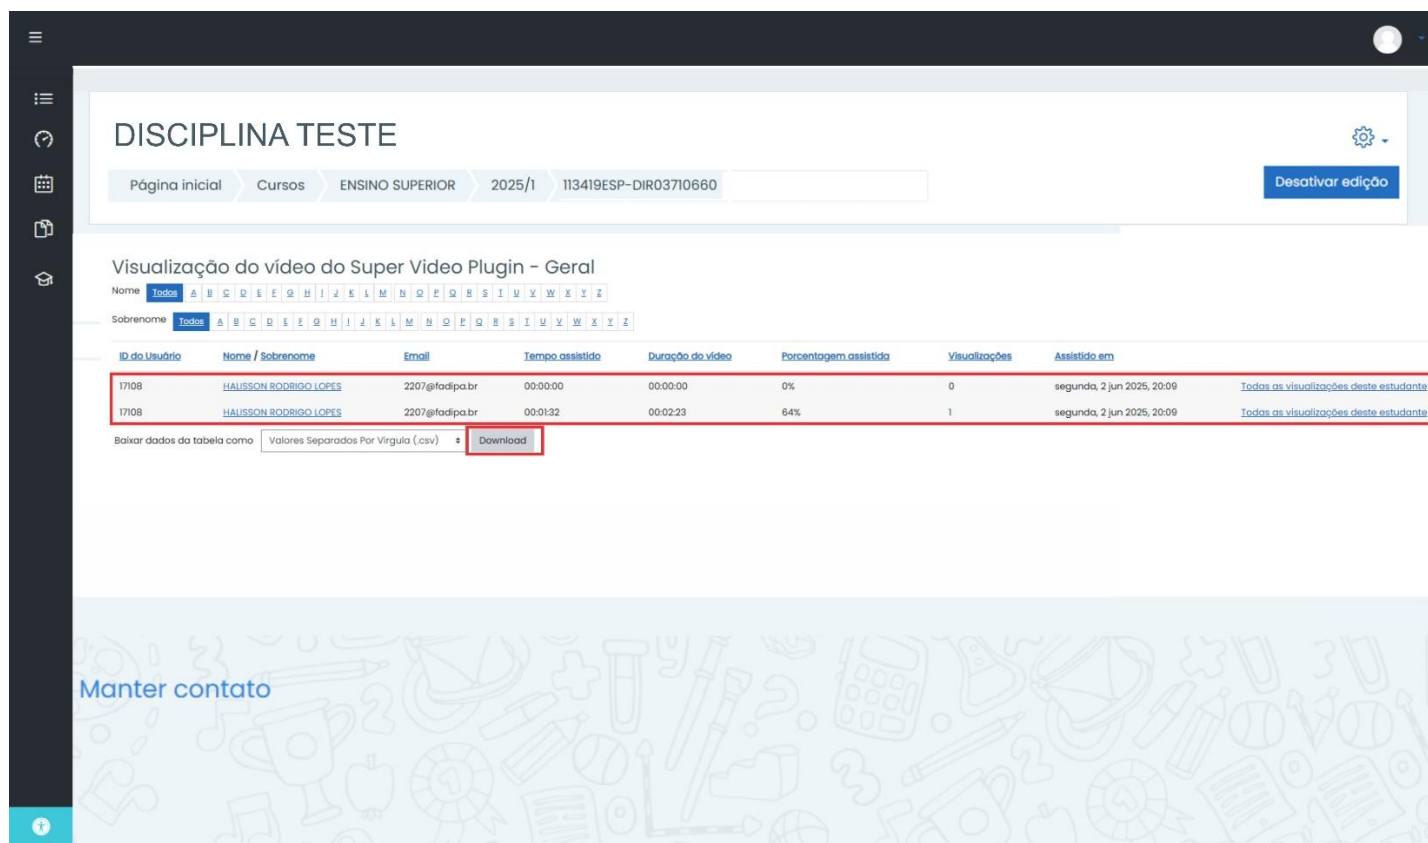 DISCIPLINA TESTE
Página inicial Cursos ENSINO SUPERIOR 2025/1 113419ESP-DIR03710660
Desativar edição
Visualização do vídeo do Super Video Plugin - Geral
Nome Todos A B C D E F G H I J K L M N O P Q R S T U V W X Y Z
Sobrenome Todos A B C D E F G H I J K L M N O P Q R S T U V W X Y Z
ID do Usuário Nome / Sobrenome Email Tempo assistido Duração do vídeo Porcentagem assistida Visualizações Assistido em
17108 HALISSON RODRIGO LOPES 2207@fadipa.br 00:00:00 00:00:00 0% 0 segunda, 2 jun 2025, 20:09 Todas as visualizações deste estudante
17108 HALISSON RODRIGO LOPES 2207@fadipa.br 00:01:32 00:02:23 64% 1 segunda, 2 jun 2025, 20:09 Todas as visualizações deste estudante
Baixar dados da tabela como Valores Separados Por Virgula (.csv) Download
Manter contato